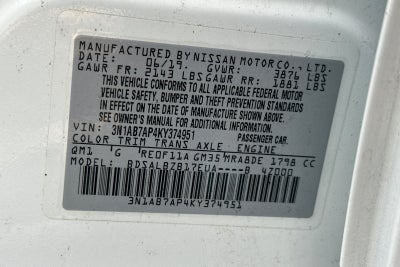 MANUFACTURED BY NISSAN MOTOR CO., LTD.
DATE: 06/19. GVWR: 3876 LBS
GAWR FR: 2143 LBS GAWR RR: 1881 LBS
THIS VEHICLE CONFORMS TO ALL APPLICABLE FEDERAL MOTOR
VEHICLE SAFETY, BUMPER AND THEFT PREVENTION STANDARDS
IN EFFECT ON THE DATE OF MANUFACTURE SHOWN ABOVE.
SEE OWNER'S MANUAL FOR ADDITIONAL INFORMATION
VIN: 3N1AB7AP4KY374951 PASSENGER CAR.
COLOR TRIM TRANS AXLE ENGINE
QM1 G RE0F11A GM35 MRA8DE 1798 CC
MODEL: BDSALBZB17EUA----B 4Z000
3N1AB7AP4KY374951